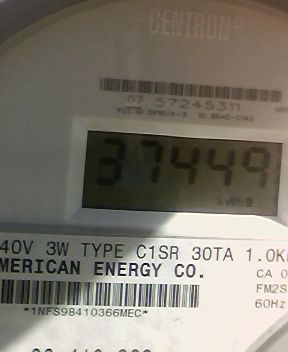 CENTRON
07 57245311
37449
kWh
40V 3W TYPE C1SR 30TA 1.0K
MERICAN ENERGY CO.
CA 0
FM2S
60Hz
*1NFS98410366MEC*